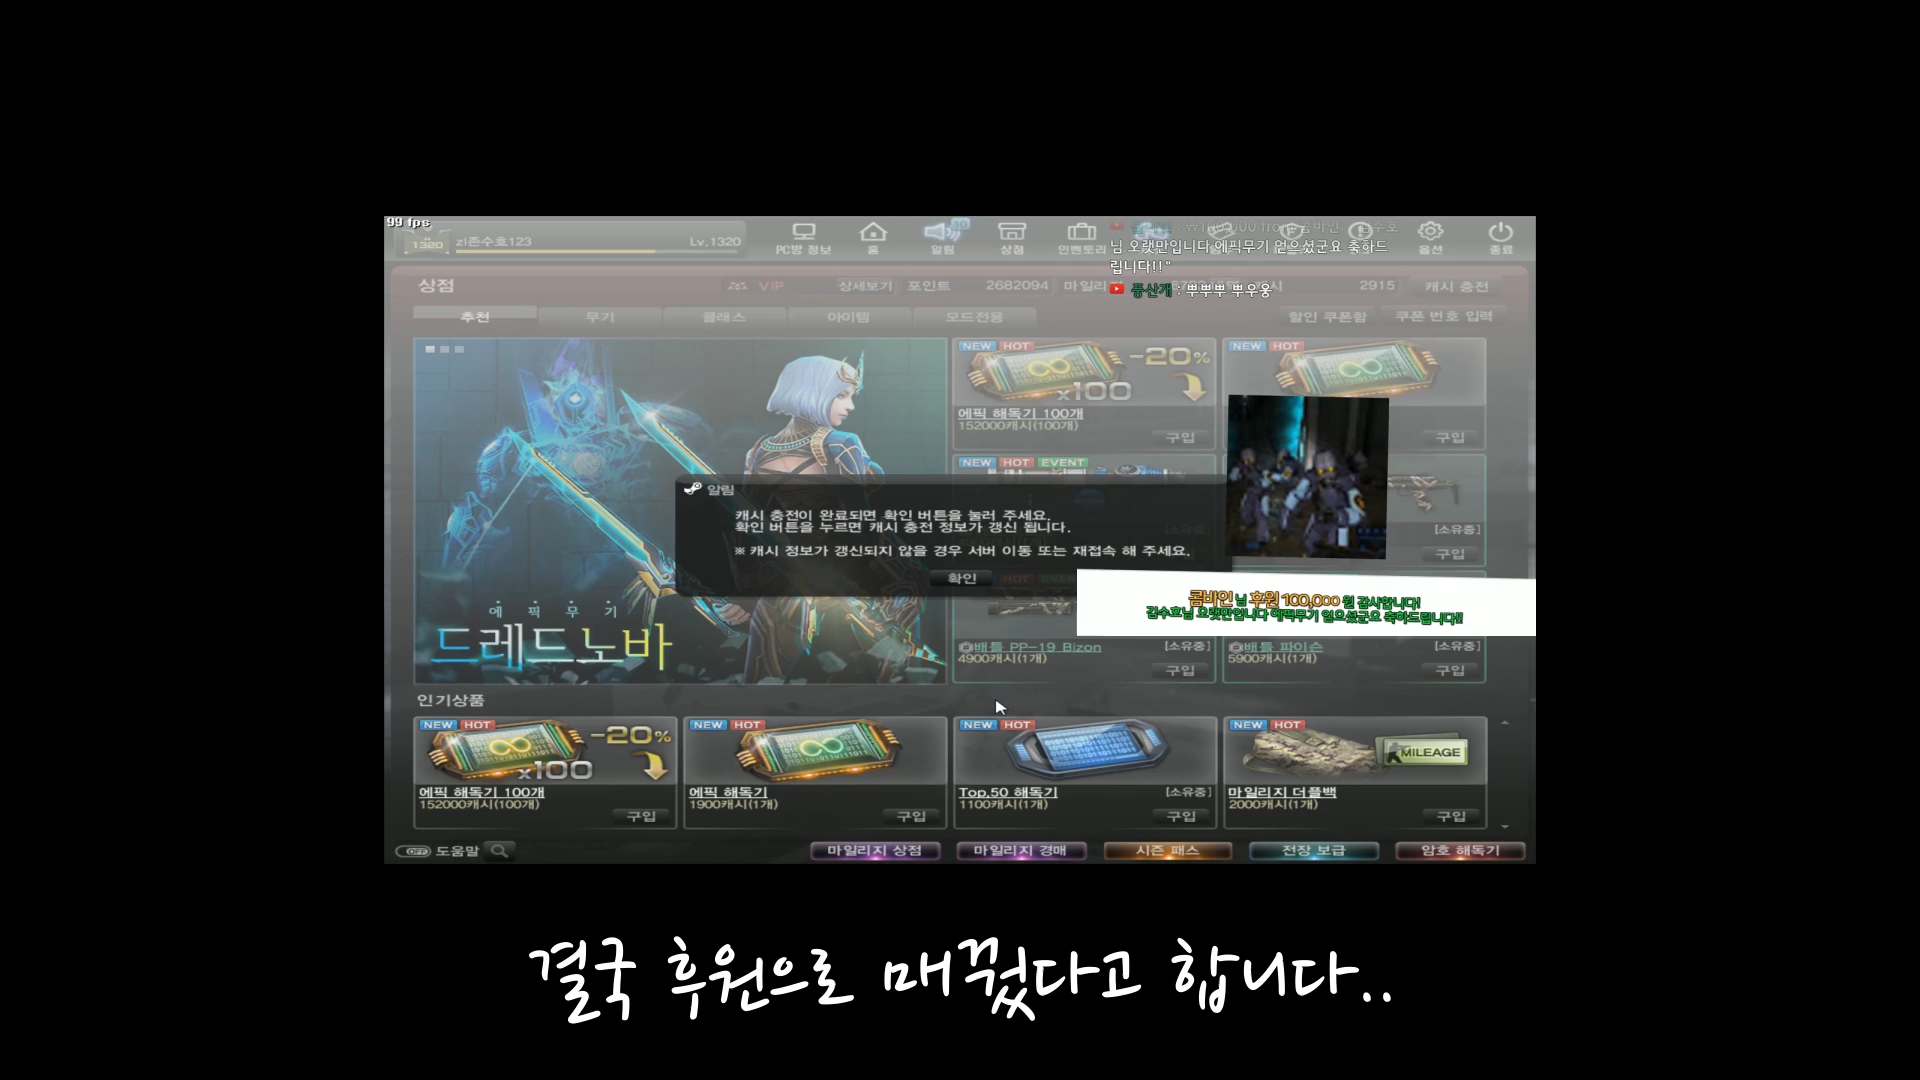 99 fps
1320 zl존수호123 Lv.1320
PC방 정보 홈 알림 상점 인벤토리 옵션 종료
님 오랫만입니다 에픽무기 얻으셨군요 축하드
립니다!!"
풍산개 : 뿌뿌뿌 뿌우웅
상점 VIP 상세보기 포인트 2682094 마일리 2915 캐시 충전
추천 무기 클래스 아이템 모드전용 할인 쿠폰함 쿠폰 번호 입력
NEW HOT -20% x100
에픽 해독기 100개
152000캐시(100개)
구입
NEW HOT
구입
NEW HOT EVENT
[소유중]
구입
알림
캐시 충전이 완료되면 확인 버튼을 눌러 주세요.
확인 버튼을 누르면 캐시 충전 정보가 갱신 됩니다.
※ 캐시 정보가 갱신되지 않을 경우 서버 이동 또는 재접속 해 주세요.
확인
콤바인님 후원 100,000 원 감사합니다!
김수호님 오랫만입니다 에픽무기 얻으셨군요 축하드립니다!!
에픽무기
드레드노바
배틀 PP-19 Bizon [소유중]
4900캐시(1개)
구입
배틀 파이슨 [소유중]
5900캐시(1개)
구입
인기상품
NEW HOT -20% x100
에픽 해독기 100개
152000캐시(100개)
구입
NEW HOT
에픽 해독기
1900캐시(1개)
구입
NEW HOT
Top.50 해독기 [소유중]
1100캐시(1개)
구입
NEW HOT MILEAGE
마일리지 더플백
2000캐시(1개)
구입
OFF 도움말
마일리지 상점 마일리지 경매 시즌 패스 전장 보급 암호 해독기
결국 후원으로 매꿨다고 합니다..